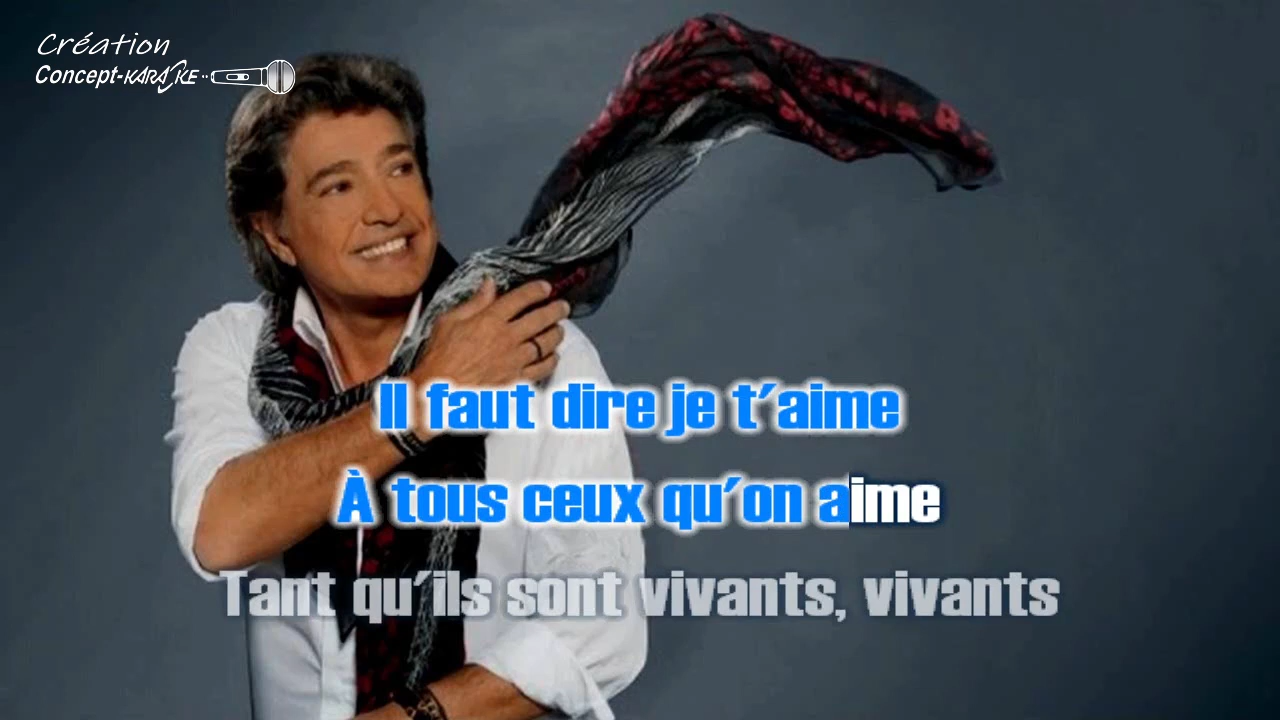 Création
Concept-KARAOKE
Il faut dire je t'aime
À tous ceux qu'on aime
Tant qu'ils sont vivants, vivants